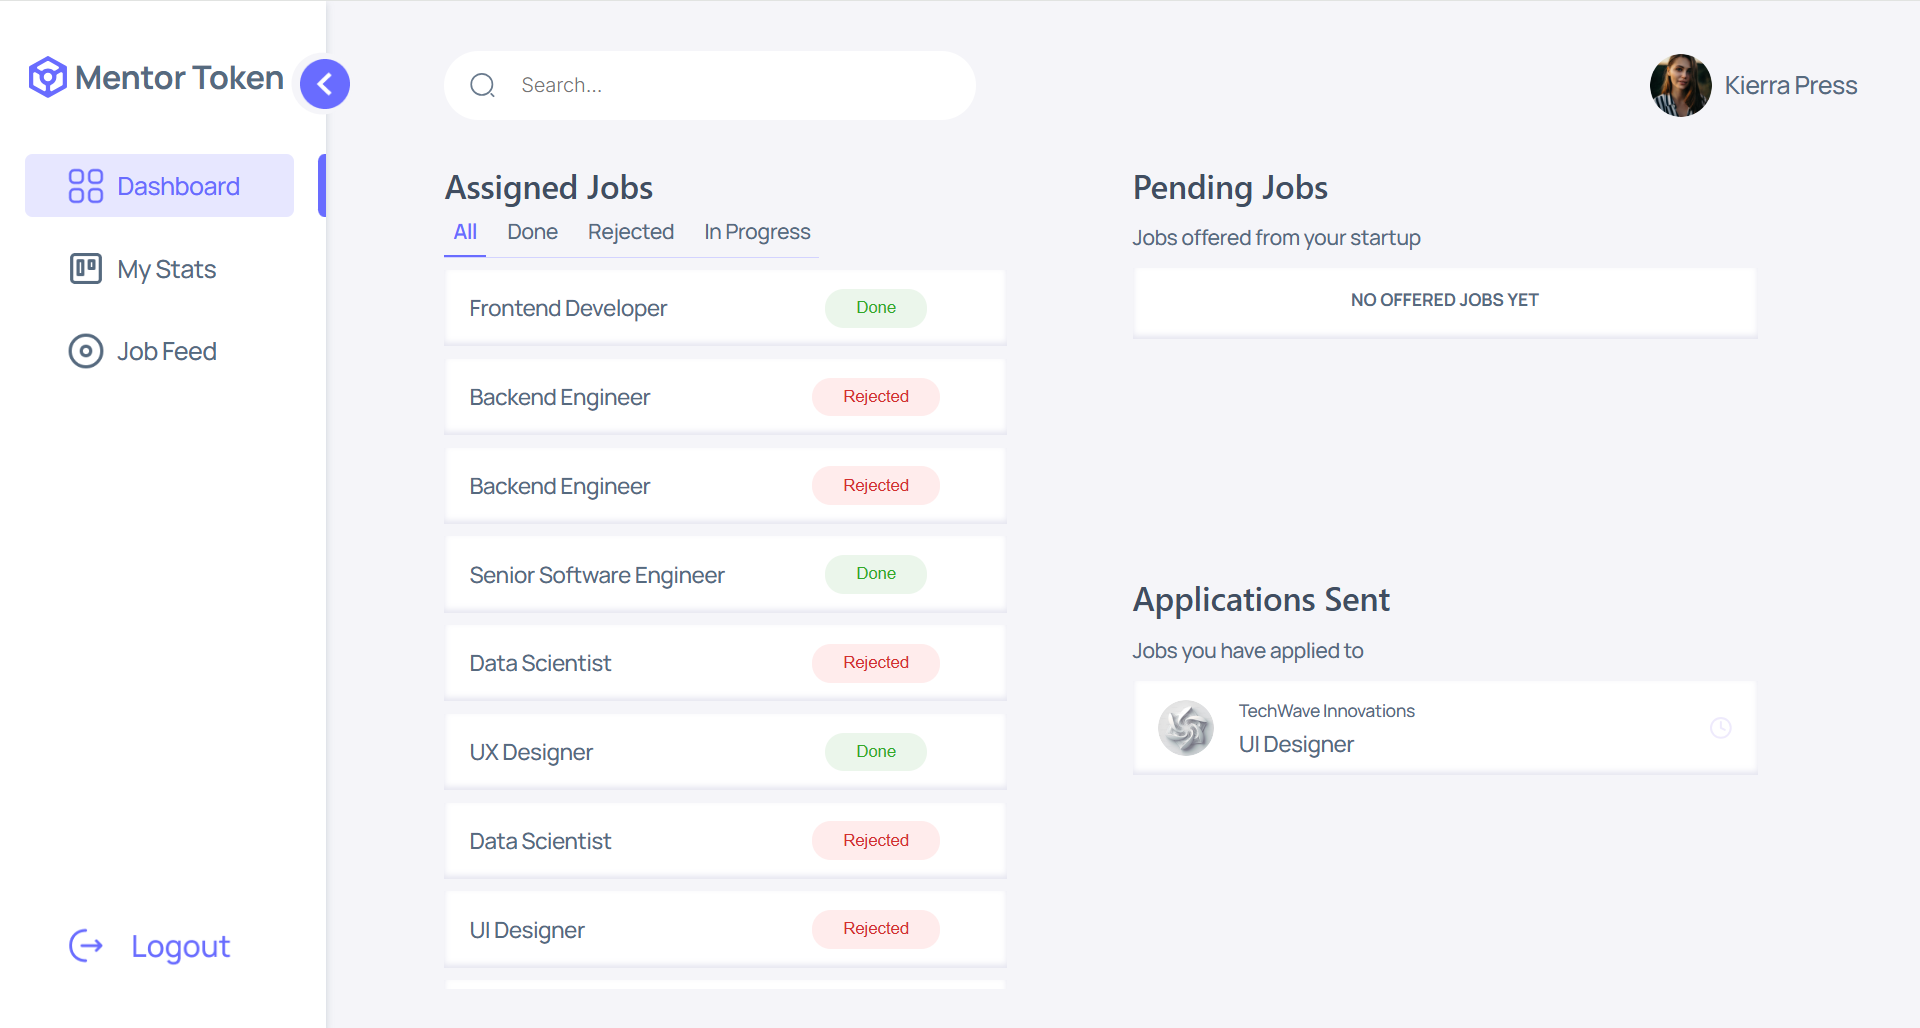 Mentor Token
Dashboard
My Stats
Job Feed
Logout
Search...
Kierra Press
Assigned Jobs
All Done Rejected In Progress
Frontend Developer Done
Backend Engineer Rejected
Backend Engineer Rejected
Senior Software Engineer Done
Data Scientist Rejected
UX Designer Done
Data Scientist Rejected
UI Designer Rejected
Pending Jobs
Jobs offered from your startup
NO OFFERED JOBS YET
Applications Sent
Jobs you have applied to
TechWave Innovations
UI Designer